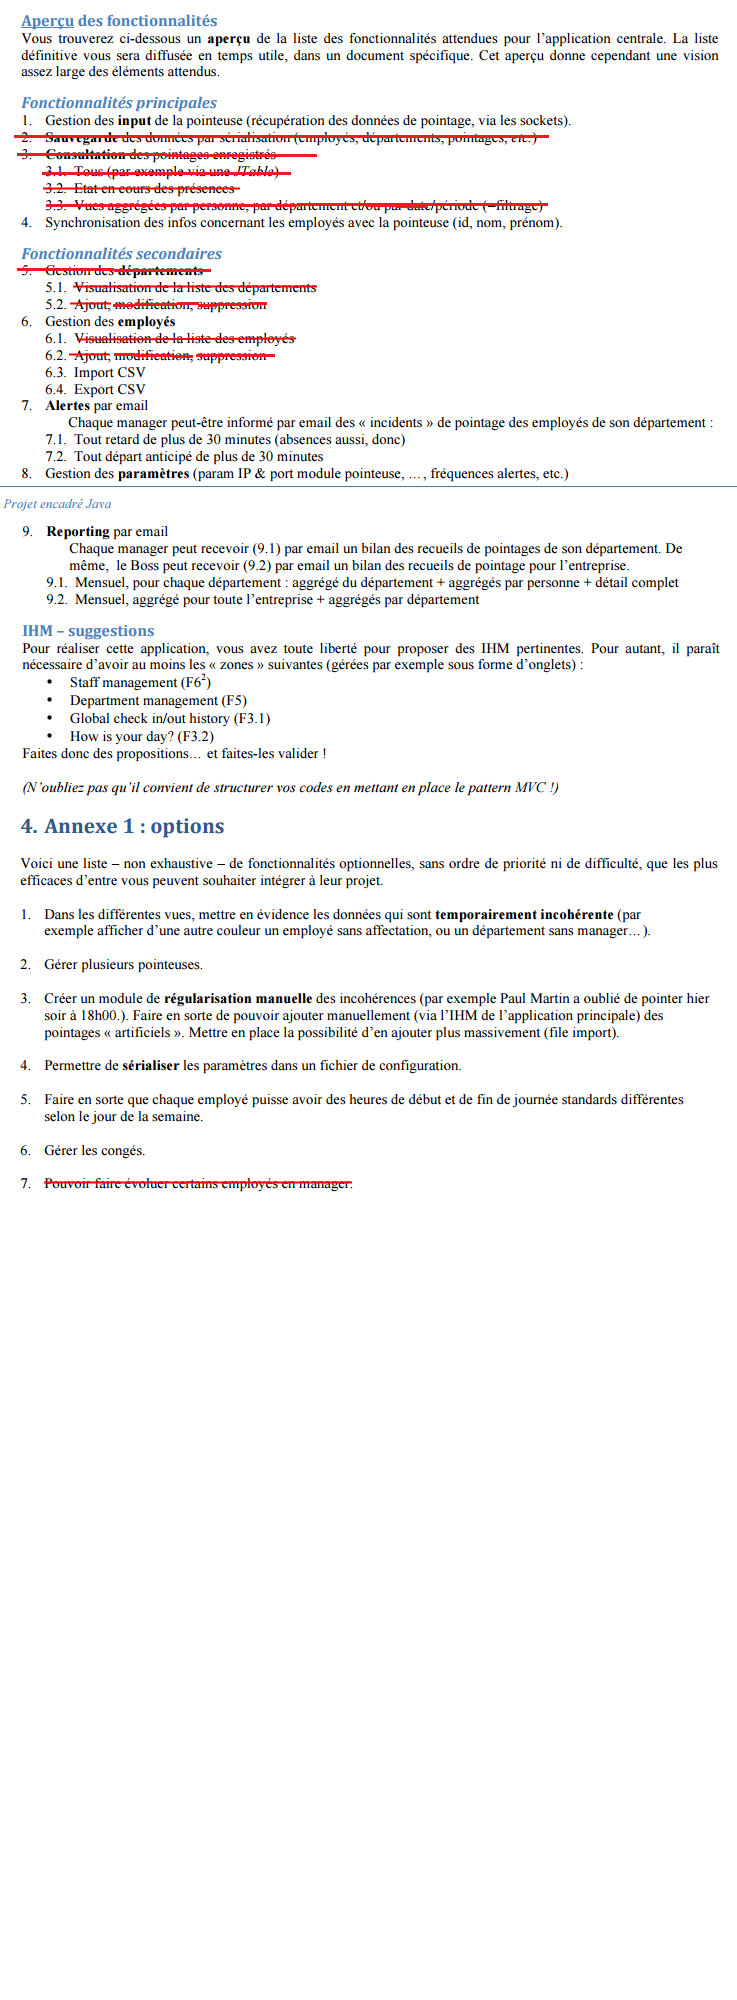 Aperçu des fonctionnalités
Vous trouverez ci-dessous un aperçu de la liste des fonctionnalités attendues pour l'application centrale. La liste
définitive vous sera diffusée en temps utile, dans un document spécifique. Cet aperçu donne cependant une vision
assez large des éléments attendus.
Fonctionnalités principales
1. Gestion des input de la pointeuse (récupération des données de pointage, via les sockets).
2. Sauvegarde des données par sérialisation (employés, départements, pointages, etc.)
3. Consultation des pointages enregistrés
3.1. Tous (par exemple via une JTable)
3.2. Etat en cours des présences
3.3. Vues aggrégées par personne, par département et/ou par date/période (=filtrage)
4. Synchronisation des infos concernant les employés avec la pointeuse (id, nom, prénom).
Fonctionnalités secondaires
5. Gestion des départements
5.1. Visualisation de la liste des départements
5.2. Ajout, modification, suppression
6. Gestion des employés
6.1. Visualisation de la liste des employés
6.2. Ajout, modification, suppression
6.3. Import CSV
6.4. Export CSV
7. Alertes par email
Chaque manager peut-être informé par email des « incidents » de pointage des employés de son département :
7.1. Tout retard de plus de 30 minutes (absences aussi, donc)
7.2. Tout départ anticipé de plus de 30 minutes
8. Gestion des paramètres (param IP & port module pointeuse, …, fréquences alertes, etc.)
Projet encadré Java
9. Reporting par email
Chaque manager peut recevoir (9.1) par email un bilan des recueils de pointages de son département. De
même, le Boss peut recevoir (9.2) par email un bilan des recueils de pointage pour l'entreprise.
9.1. Mensuel, pour chaque département : aggrégé du département + aggrégés par personne + détail complet
9.2. Mensuel, aggrégé pour toute l'entreprise + aggrégés par département
IHM – suggestions
Pour réaliser cette application, vous avez toute liberté pour proposer des IHM pertinentes. Pour autant, il paraît
nécessaire d'avoir au moins les « zones » suivantes (gérées par exemple sous forme d'onglets) :
• Staff management (F6²)
• Department management (F5)
• Global check in/out history (F3.1)
• How is your day? (F3.2)
Faites donc des propositions… et faites-les valider !
(N'oubliez pas qu'il convient de structurer vos codes en mettant en place le pattern MVC !)
4. Annexe 1 : options
Voici une liste – non exhaustive – de fonctionnalités optionnelles, sans ordre de priorité ni de difficulté, que les plus
efficaces d'entre vous peuvent souhaiter intégrer à leur projet.
1. Dans les différentes vues, mettre en évidence les données qui sont temporairement incohérente (par
exemple afficher d'une autre couleur un employé sans affectation, ou un département sans manager…).
2. Gérer plusieurs pointeuses.
3. Créer un module de régularisation manuelle des incohérences (par exemple Paul Martin a oublié de pointer hier
soir à 18h00.). Faire en sorte de pouvoir ajouter manuellement (via l'IHM de l'application principale) des
pointages « artificiels ». Mettre en place la possibilité d'en ajouter plus massivement (file import).
4. Permettre de sérialiser les paramètres dans un fichier de configuration.
5. Faire en sorte que chaque employé puisse avoir des heures de début et de fin de journée standards différentes
selon le jour de la semaine.
6. Gérer les congés.
7. Pouvoir faire évoluer certains employés en manager.